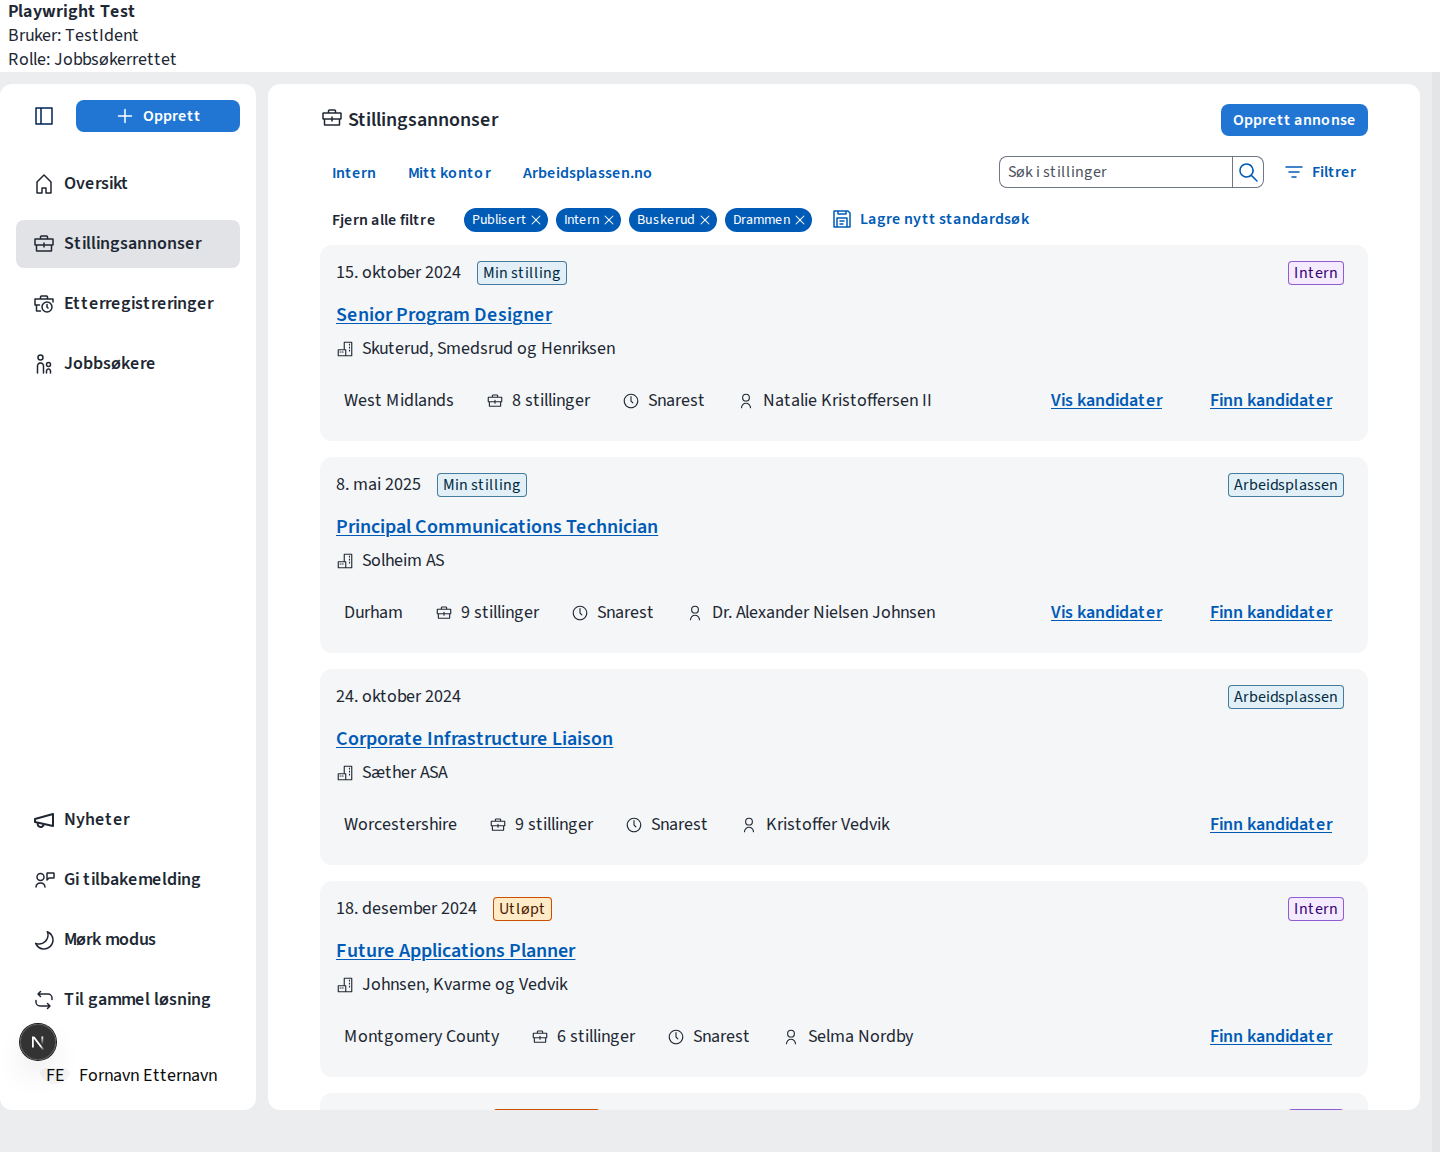 Playwright Test
Bruker: TestIdent
Rolle: Jobbsøkerrettet
Opprett
Oversikt
Stillingsannonser
Etterregistreringer
Jobbsøkere
Nyheter
Gi tilbakemelding
Mørk modus
Til gammel løsning
N
FE Fornavn Etternavn
Stillingsannonser
Opprett annonse
Intern Mitt kontor Arbeidsplassen.no
Søk i stillinger
Filtrer
Fjern alle filtre Publisert Intern Buskerud Drammen Lagre nytt standardsøk
15. oktober 2024 Min stilling Intern
Senior Program Designer
Skuterud, Smedsrud og Henriksen
West Midlands 8 stillinger Snarest Natalie Kristoffersen II Vis kandidater Finn kandidater
8. mai 2025 Min stilling Arbeidsplassen
Principal Communications Technician
Solheim AS
Durham 9 stillinger Snarest Dr. Alexander Nielsen Johnsen Vis kandidater Finn kandidater
24. oktober 2024 Arbeidsplassen
Corporate Infrastructure Liaison
Sæther ASA
Worcestershire 9 stillinger Snarest Kristoffer Vedvik Finn kandidater
18. desember 2024 Utløpt Intern
Future Applications Planner
Johnsen, Kvarme og Vedvik
Montgomery County 6 stillinger Snarest Selma Nordby Finn kandidater